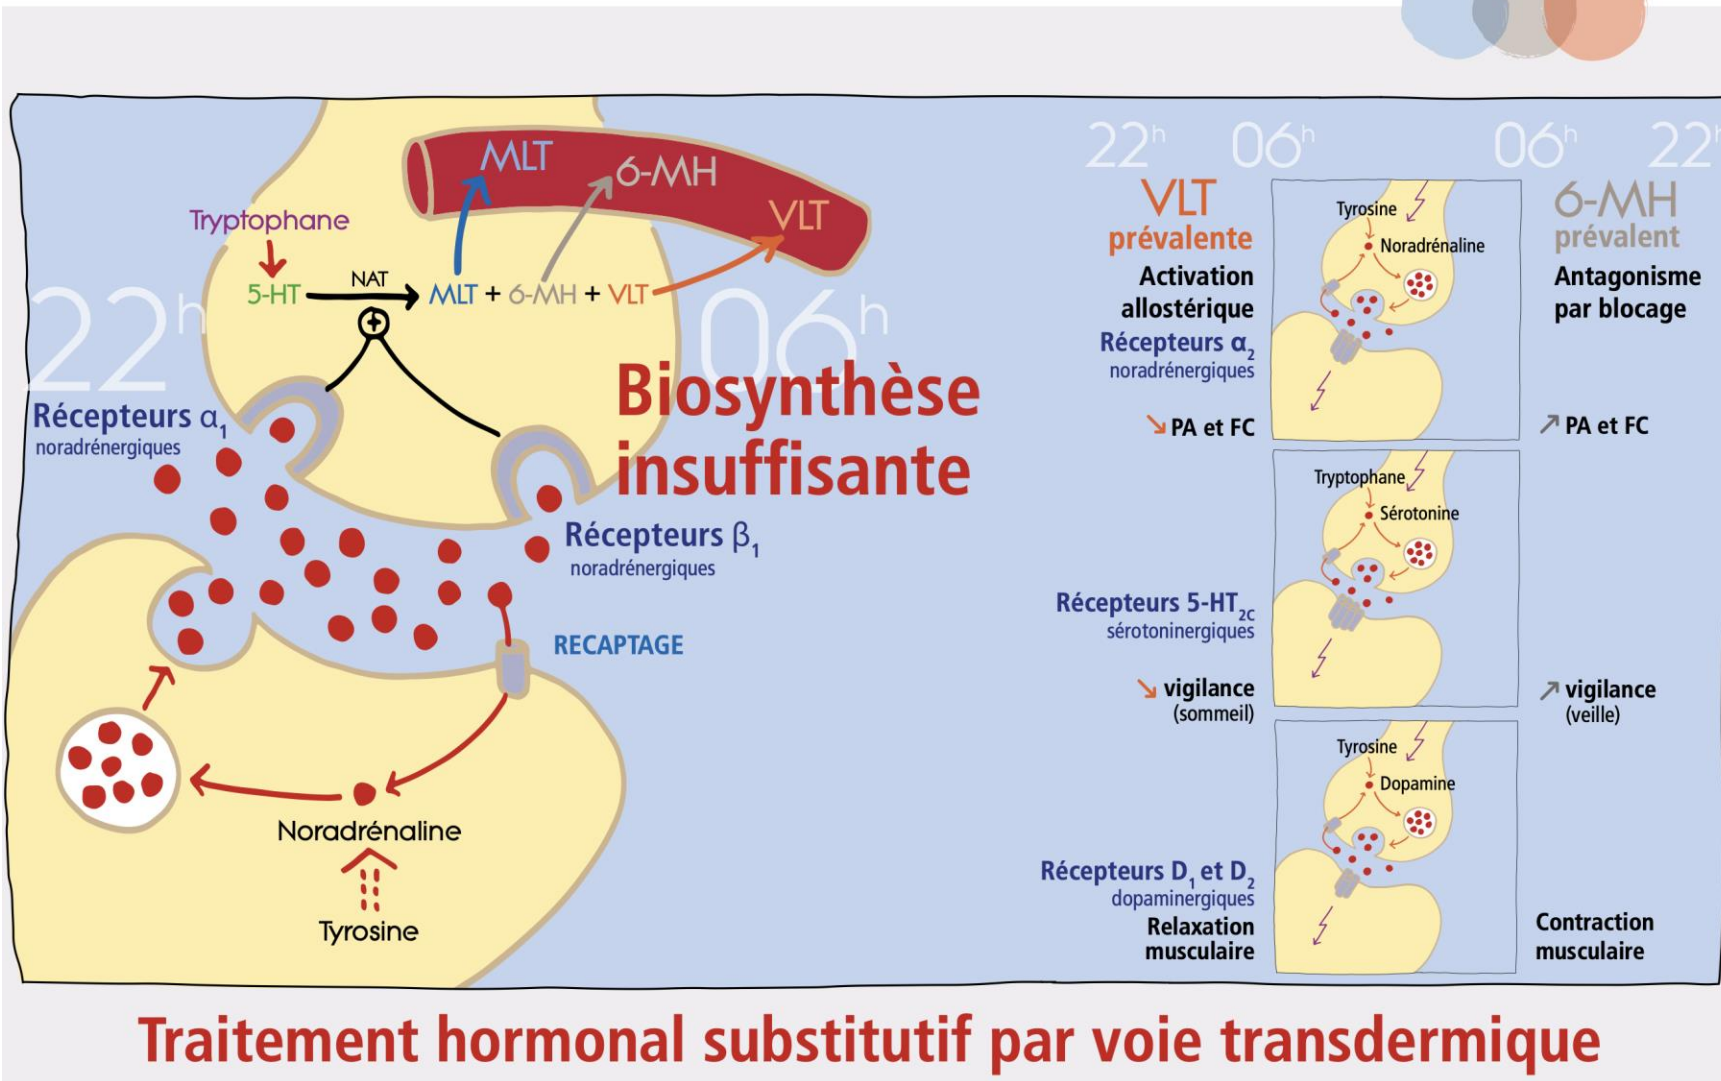 MLT
6-MH
VLT
Tryptophane
5-HT
NAT
MLT + 6-MH + VLT
22h
06h
Récepteurs α1
noradrénergiques
Biosynthèse
insuffisante
Récepteurs β1
noradrénergiques
RECAPTAGE
Noradrénaline
Tyrosine
22h 06h
06h 22h
VLT
prévalente
Activation
allostérique
Récepteurs α2
noradrénergiques
↘ PA et FC
Tyrosine
Noradrénaline
6-MH
prévalent
Antagonisme
par blocage
↗ PA et FC
Tryptophane
Sérotonine
Récepteurs 5-HT2C
sérotoninergiques
↘ vigilance
(sommeil)
↗ vigilance
(veille)
Tyrosine
Dopamine
Récepteurs D1 et D2
dopaminergiques
Relaxation
musculaire
Contraction
musculaire
Traitement hormonal substitutif par voie transdermique